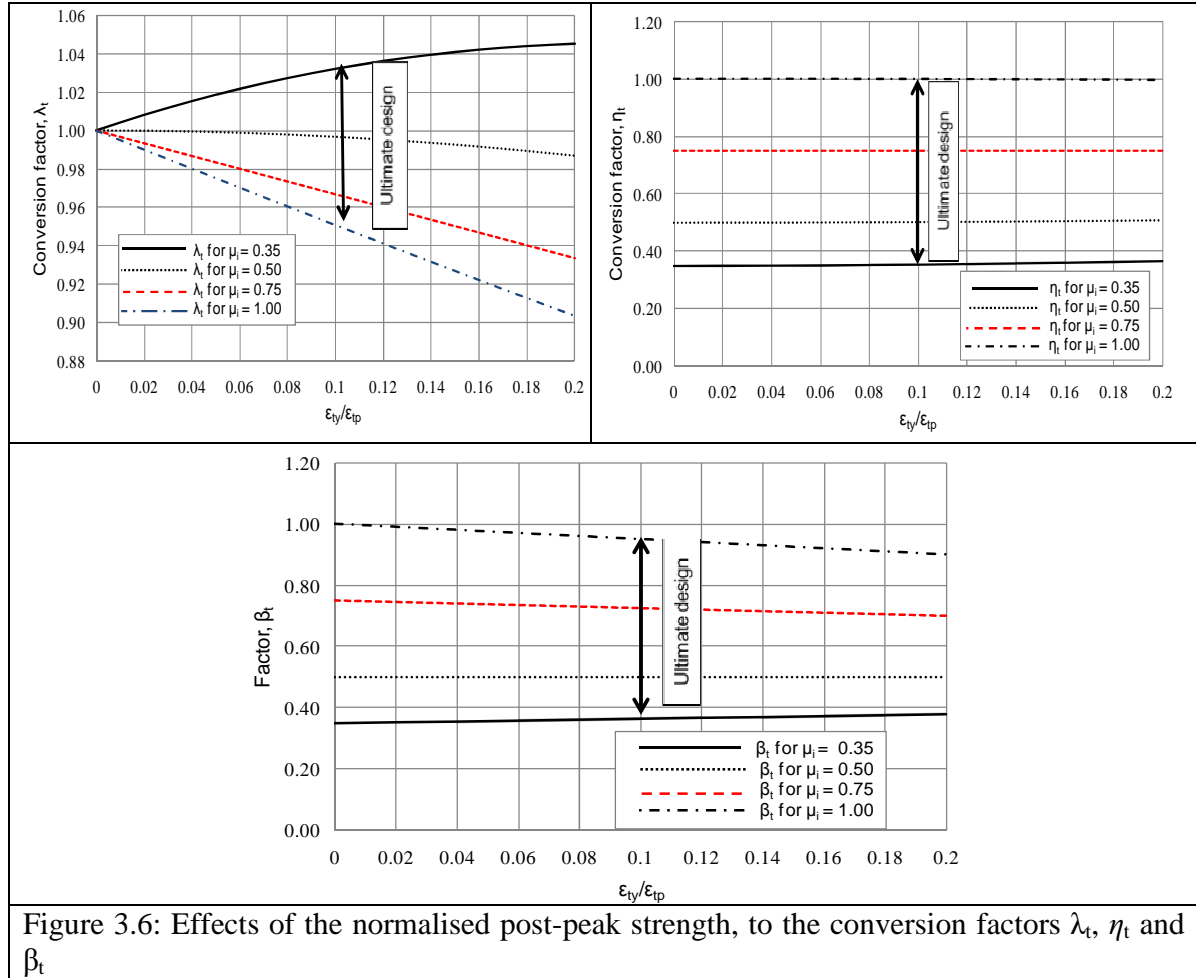 1.06
1.04
1.02
1.00
0.98
0.96
0.94
0.92
0.90
0.88
Conversion factor, λt
Ultimate design
λt for μi = 0.35
λt for μi = 0.50
λt for μi = 0.75
λt for μi = 1.00
0 0.02 0.04 0.06 0.08 0.1 0.12 0.14 0.16 0.18 0.2
εty/εtp
1.20
1.00
0.80
0.60
0.40
0.20
0.00
Conversion factor, ηt
Ultimate design
ηt for μi = 0.35
ηt for μi = 0.50
ηt for μi = 0.75
ηt for μi = 1.00
0 0.02 0.04 0.06 0.08 0.1 0.12 0.14 0.16 0.18 0.2
εty/εtp
1.20
1.00
0.80
0.60
0.40
0.20
0.00
Factor, βt
Ultimate design
βt for μi = 0.35
βt for μi = 0.50
βt for μi = 0.75
βt for μi = 1.00
0 0.02 0.04 0.06 0.08 0.1 0.12 0.14 0.16 0.18 0.2
εty/εtp
Figure 3.6: Effects of the normalised post-peak strength, to the conversion factors λt, ηt and
βt